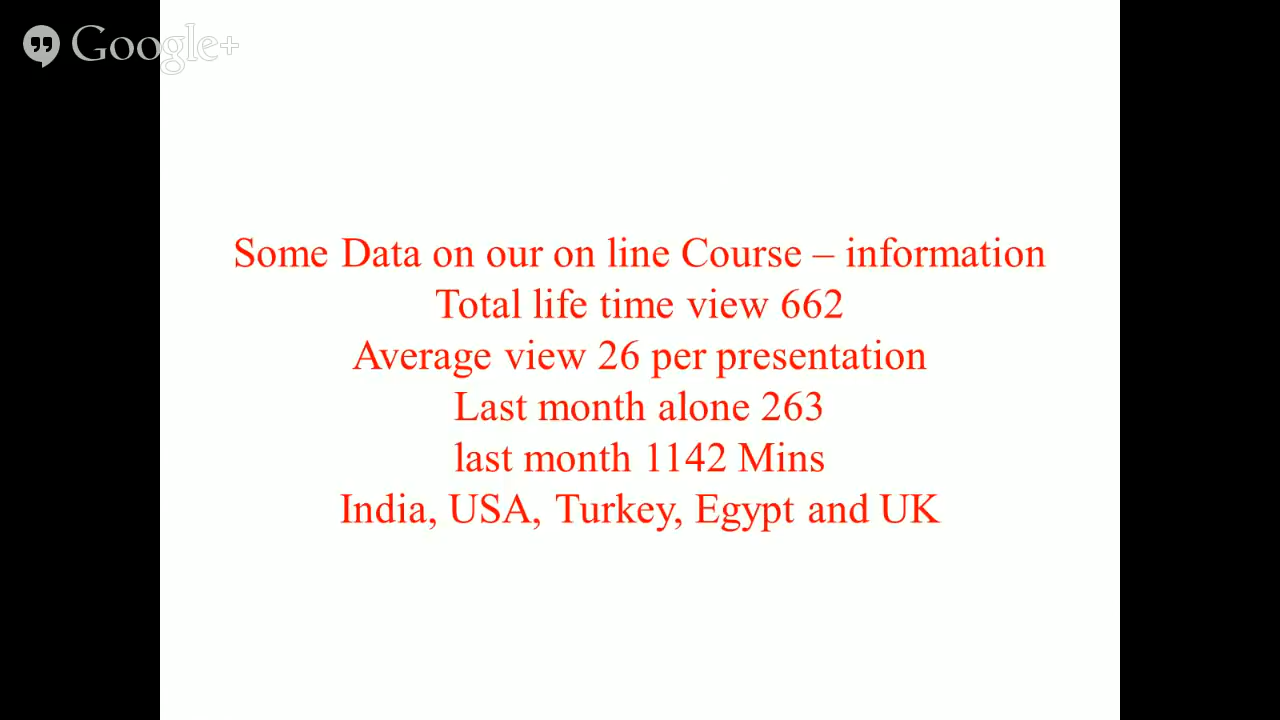 Google+
Some Data on our on line Course – information
Total life time view 662
Average view 26 per presentation
Last month alone 263
last month 1142 Mins
India, USA, Turkey, Egypt and UK